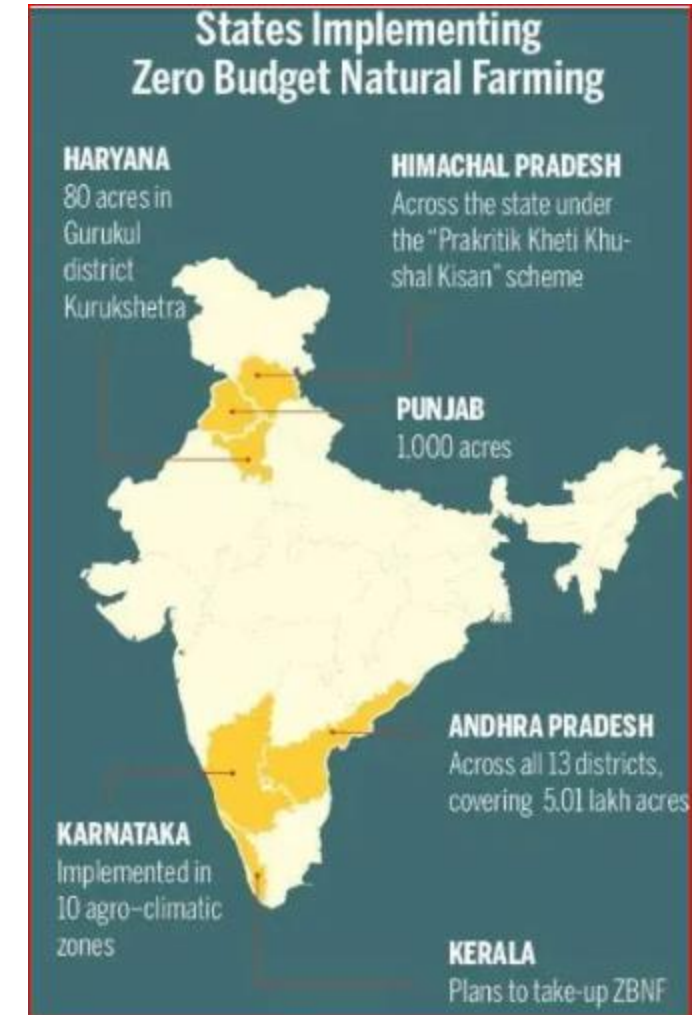 States Implementing
Zero Budget Natural Farming
HARYANA
80 acres in
Gurukul
district
Kurukshetra
HIMACHAL PRADESH
Across the state under
the "Prakritik Kheti Khu-
shal Kisan" scheme
PUNJAB
1,000 acres
ANDHRA PRADESH
Across all 13 districts,
covering 5.01 lakh acres
KARNATAKA
Implemented in
10 agro-climatic
zones
KERALA
Plans to take-up ZBNF